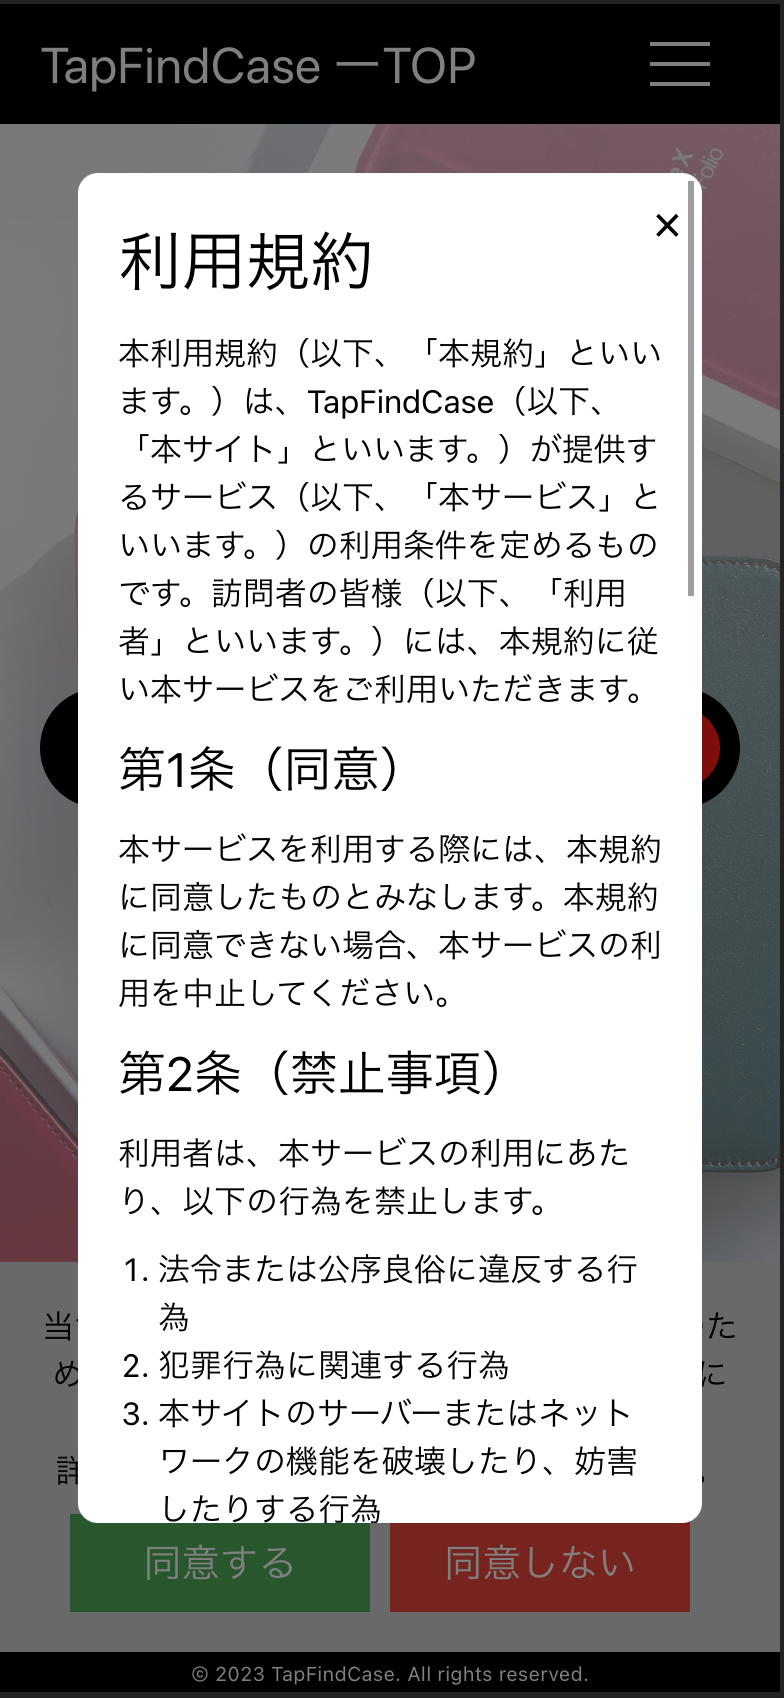 TapFindCase ーTOP
利用規約
×
本利用規約（以下、「本規約」といい
ます。）は、TapFindCase（以下、
「本サイト」といいます。）が提供す
るサービス（以下、「本サービス」と
いいます。）の利用条件を定めるもの
です。訪問者の皆様（以下、「利用
者」といいます。）には、本規約に従
い本サービスをご利用いただきます。
第1条（同意）
本サービスを利用する際には、本規約
に同意したものとみなします。本規約
に同意できない場合、本サービスの利
用を中止してください。
第2条（禁止事項）
利用者は、本サービスの利用にあた
り、以下の行為を禁止します。
1. 法令または公序良俗に違反する行
為
2. 犯罪行為に関連する行為
3. 本サイトのサーバーまたはネット
ワークの機能を破壊したり、妨害
したりする行為
当
た
め
に
詳
同意する
同意しない
© 2023 TapFindCase. All rights reserved.